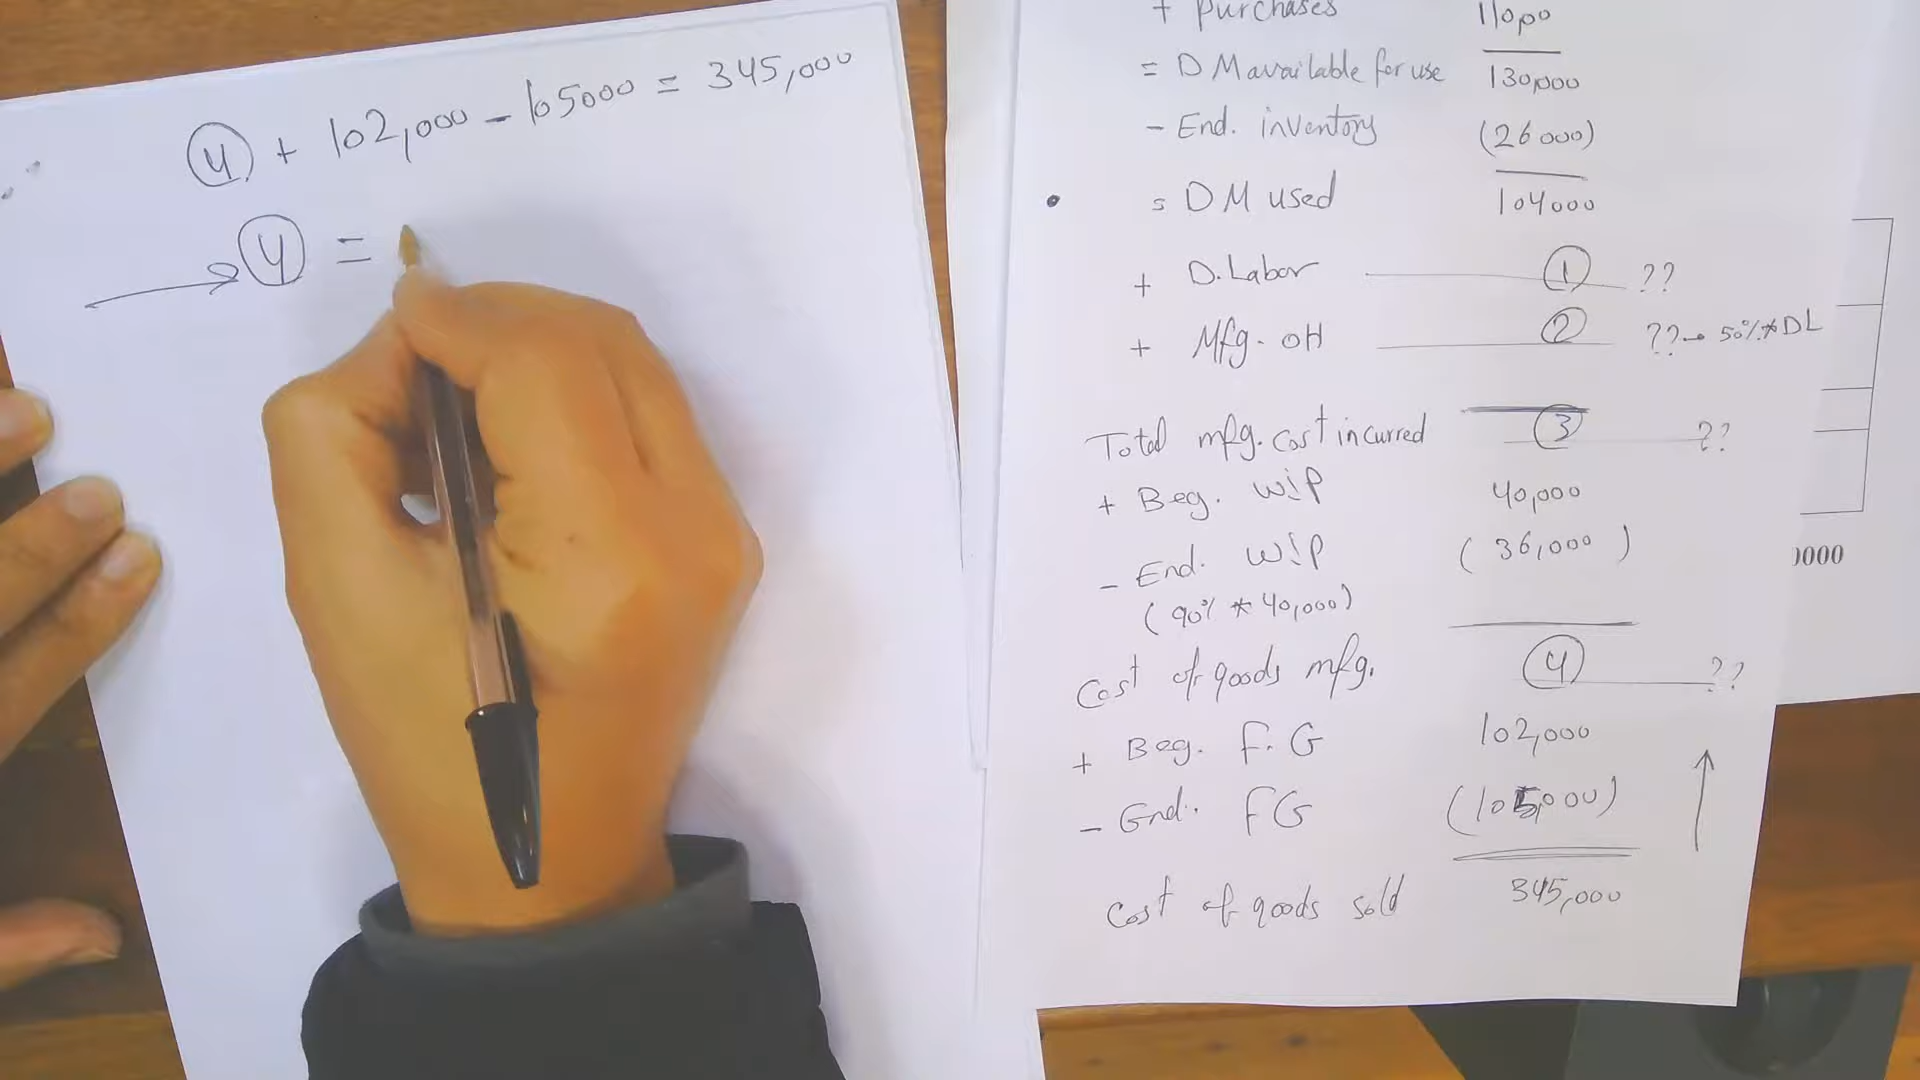 ④ + 102,000 - 105000 = 345,000
④ =
+ purchases 110,00
= DM available for use 130,000
- End. inventory (26000)
= DM used 104000
+ D. Labor ① ??
+ Mfg. OH ② ?? → 50% * DL
Total mfg. cost incurred ③ ??
+ Beg. WIP 40,000
- End. WIP (36,000)
(90% * 40,000)
Cost of goods mfg. ④ ??
+ Beg. F.G 102,000
- End. FG (105,000)
Cost of goods sold 345,000
0000